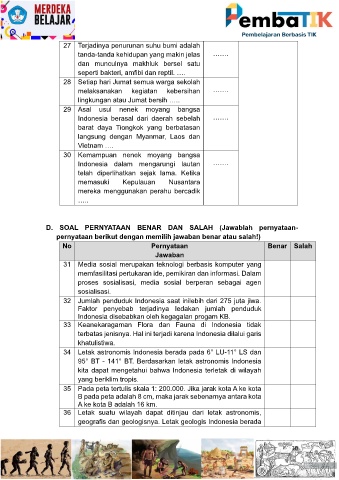 MERDEKA
BELAJAR
PembaTIK
Pembelajaran Berbasis TIK
27 Terjadinya penurunan suhu bumi adalah .......
tanda-tanda kehidupan yang makin jelas
dan munculnya makhluk bersel satu
seperti bakteri, amfibi dan reptil. ....
28 Setiap hari Jumat semua warga sekolah .......
melaksanakan kegiatan kebersihan
lingkungan atau Jumat bersih .....
29 Asal usul nenek moyang bangsa .......
Indonesia berasal dari daerah sebelah
barat daya Tiongkok yang berbatasan
langsung dengan Myanmar, Laos dan
Vietnam ....
30 Kemampuan nenek moyang bangsa .......
Indonesia dalam mengarungi lautan
telah diperlihatkan sejak lama. Ketika
memasuki Kepulauan Nusantara
mereka menggunakan perahu bercadik
.....
D. SOAL PERNYATAAN BENAR DAN SALAH (Jawablah pernyataan-
pernyataan berikut dengan memilih jawaban benar atau salah!)
No Pernyataan Benar Salah
Jawaban
31 Media sosial merupakan teknologi berbasis komputer yang
memfasilitasi pertukaran ide, pemikiran dan informasi. Dalam
proses sosialisasi, media sosial berperan sebagai agen
sosialisasi.
32 Jumlah penduduk Indonesia saat inilebih dari 275 juta jiwa.
Faktor penyebab terjadinya ledakan jumlah penduduk
Indonesia disebabkan oleh kegagalan progam KB.
33 Keanekaragaman Flora dan Fauna di Indonesia tidak
terbatas jenisnya. Hal ini terjadi karena Indonesia dilalui garis
khatulistiwa.
34 Letak astronomis Indonesia berada pada 6° LU-11° LS dan
95° BT - 141° BT. Berdasarkan letak astronomis Indonesia
kita dapat mengetahui bahwa Indonesia terletak di wilayah
yang beriklim tropis.
35 Pada peta tertulis skala 1: 200.000. Jika jarak kota A ke kota
B pada peta adalah 8 cm, maka jarak sebenarnya antara kota
A ke kota B adalah 16 km.
36 Letak suatu wilayah dapat ditinjau dari letak astronomis,
geografis dan geologisnya. Letak geologis Indonesia berada